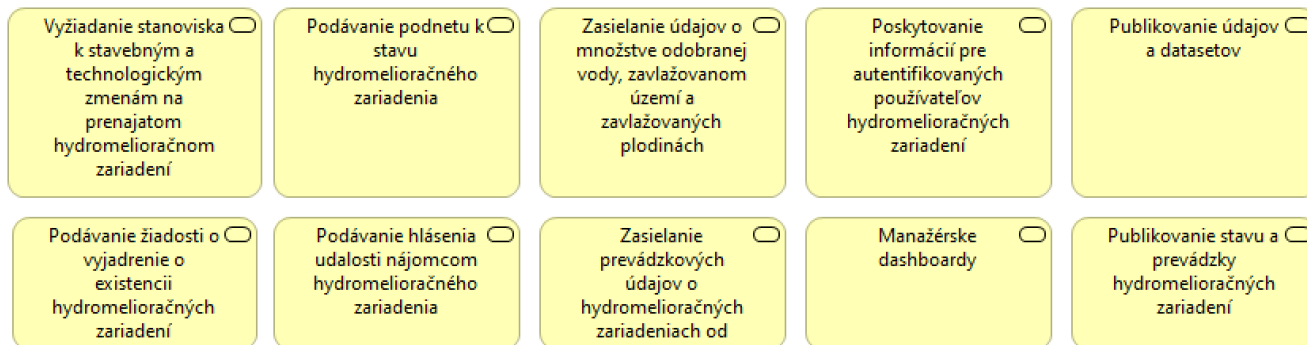 Vyžiadanie stanoviska
k stavebným a
technologickým
zmenám na
prenajatom
hydromelioračnom
zariadení
Podávanie podnetu k
stavu
hydromelioračného
zariadenia
Zasielanie údajov o
množstve odobranej
vody, zavlažovanom
území a
zavlažovaných
plodinách
Poskytovanie
informácií pre
autentifikovaných
používateľov
hydromelioračných
zariadení
Publikovanie údajov
a datasetov
Podávanie žiadosti o
vyjadrenie o
existencii
hydromelioračných
zariadení
Podávanie hlásenia
udalosti nájomcom
hydromelioračného
zariadenia
Zasielanie
prevádzkových
údajov o
hydromelioračných
zariadeniach od
Manažérske
dashboardy
Publikovanie stavu a
prevádzky
hydromelioračných
zariadení